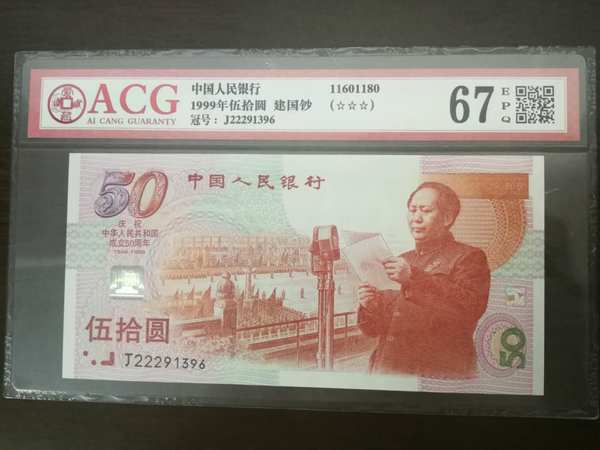 ACG
AI CANG GUARANTY
中国人民银行
1999年伍拾圆 建国钞
冠号：J22291396
11601180
(☆☆☆)
67
EPQ
50
中国人民银行
庆祝
中华人民共和国
成立50周年
1949-1999
伍拾圆
J22291396
50